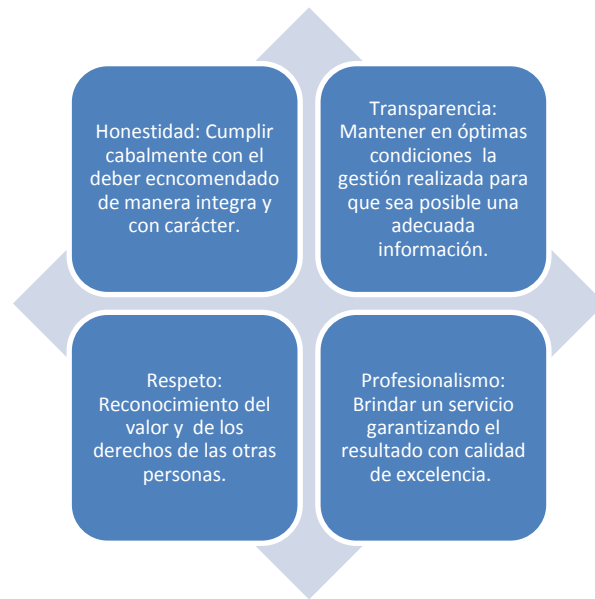 Honestidad: Cumplir
cabalmente con el
deber ecncomendado
de manera integra y
con carácter.
Transparencia:
Mantener en óptimas
condiciones la
gestión realizada para
que sea posible una
adecuada
información.
Respeto:
Reconocimiento del
valor y de los
derechos de las otras
personas.
Profesionalismo:
Brindar un servicio
garantizando el
resultado con calidad
de excelencia.